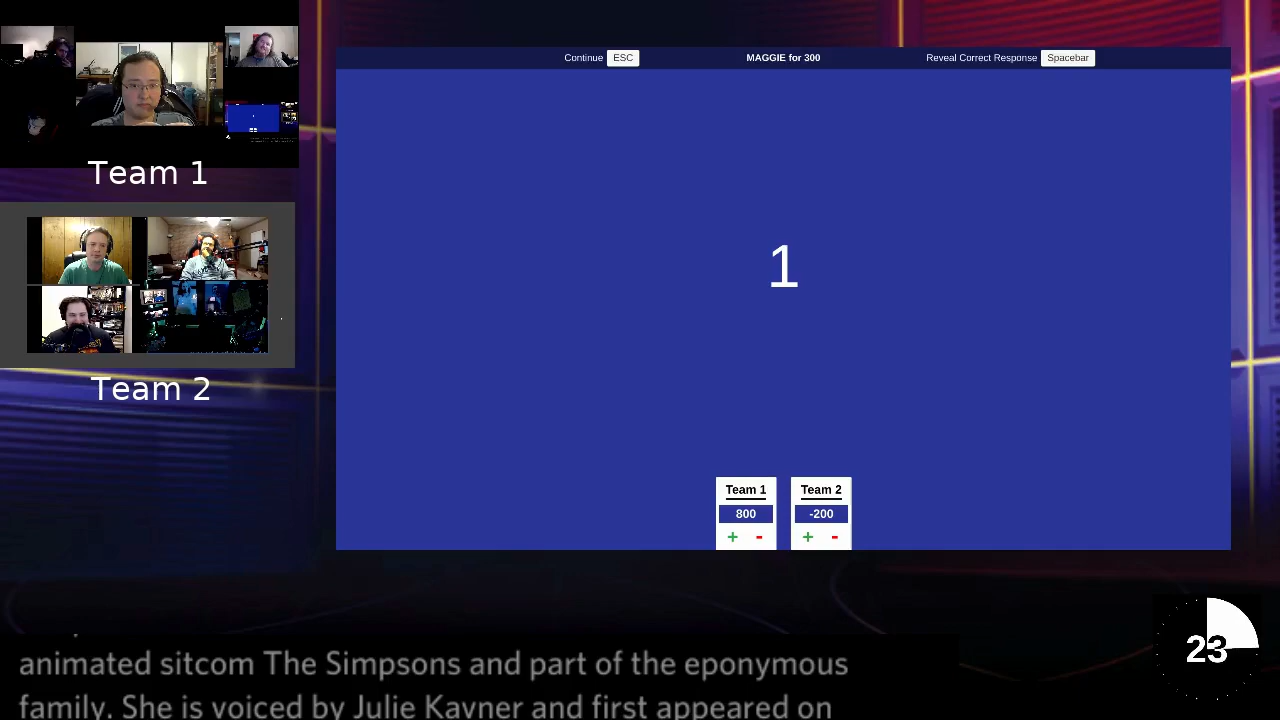 Continue ESC
MAGGIE for 300
Reveal Correct Response Spacebar
Team 1
1
Team 2
Team 1
800
+ -
Team 2
-200
+ -
animated sitcom The Simpsons and part of the eponymous
family. She is voiced by Julie Kavner and first appeared on
23